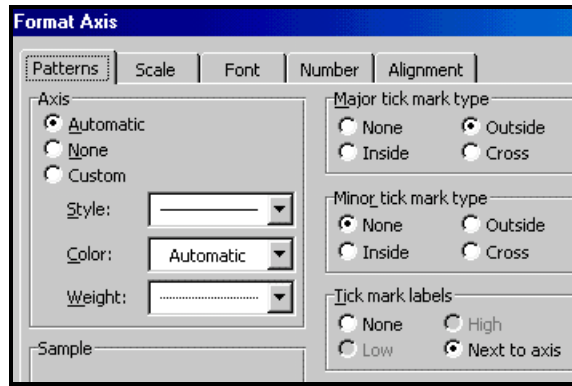 Format Axis
Patterns Scale Font Number Alignment
Axis
Automatic
None
Custom
Style:
Color: Automatic
Weight:
Sample
Major tick mark type
None Outside
Inside Cross
Minor tick mark type
None Outside
Inside Cross
Tick mark labels
None High
Low Next to axis